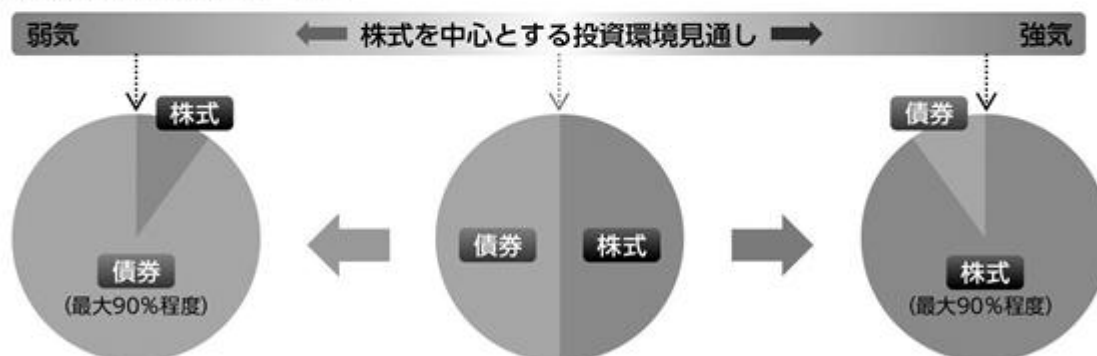 弱気 株式を中心とする投資環境見通し 強気
株式
債券
(最大90%程度)
債券 株式
債券
株式
(最大90%程度)